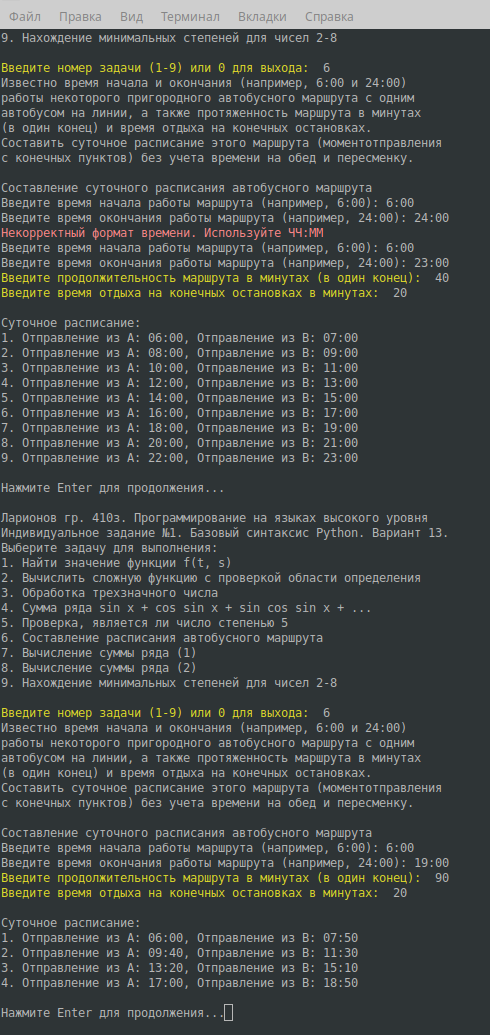 Файл Правка Вид Терминал Вкладки Справка
9. Нахождение минимальных степеней для чисел 2-8
Введите номер задачи (1-9) или 0 для выхода: 6
Известно время начала и окончания (например, 6:00 и 24:00)
работы некоторого пригородного автобусного маршрута с одним
автобусом на линии, а также протяженность маршрута в минутах
(в один конец) и время отдыха на конечных остановках.
Составить суточное расписание этого маршрута (моментотправления
с конечных пунктов) без учета времени на обед и пересменку.
Составление суточного расписания автобусного маршрута
Введите время начала работы маршрута (например, 6:00): 6:00
Введите время окончания работы маршрута (например, 24:00): 24:00
Некорректный формат времени. Используйте ЧЧ:ММ
Введите время начала работы маршрута (например, 6:00): 6:00
Введите время окончания работы маршрута (например, 24:00): 23:00
Введите продолжительность маршрута в минутах (в один конец): 40
Введите время отдыха на конечных остановках в минутах: 20
Суточное расписание:
1. Отправление из A: 06:00, Отправление из B: 07:00
2. Отправление из A: 08:00, Отправление из B: 09:00
3. Отправление из A: 10:00, Отправление из B: 11:00
4. Отправление из A: 12:00, Отправление из B: 13:00
5. Отправление из A: 14:00, Отправление из B: 15:00
6. Отправление из A: 16:00, Отправление из B: 17:00
7. Отправление из A: 18:00, Отправление из B: 19:00
8. Отправление из A: 20:00, Отправление из B: 21:00
9. Отправление из A: 22:00, Отправление из B: 23:00
Нажмите Enter для продолжения...
Ларионов гр. 410з. Программирование на языках высокого уровня
Индивидуальное задание №1. Базовый синтаксис Python. Вариант 13.
Выберите задачу для выполнения:
1. Найти значение функции f(t, s)
2. Вычислить сложную функцию с проверкой области определения
3. Обработка трехзначного числа
4. Сумма ряда sin x + cos sin x + sin cos sin x + ...
5. Проверка, является ли число степенью 5
6. Составление расписания автобусного маршрута
7. Вычисление суммы ряда (1)
8. Вычисление суммы ряда (2)
9. Нахождение минимальных степеней для чисел 2-8
Введите номер задачи (1-9) или 0 для выхода: 6
Известно время начала и окончания (например, 6:00 и 24:00)
работы некоторого пригородного автобусного маршрута с одним
автобусом на линии, а также протяженность маршрута в минутах
(в один конец) и время отдыха на конечных остановках.
Составить суточное расписание этого маршрута (моментотправления
с конечных пунктов) без учета времени на обед и пересменку.
Составление суточного расписания автобусного маршрута
Введите время начала работы маршрута (например, 6:00): 6:00
Введите время окончания работы маршрута (например, 24:00): 19:00
Введите продолжительность маршрута в минутах (в один конец): 90
Введите время отдыха на конечных остановках в минутах: 20
Суточное расписание:
1. Отправление из A: 06:00, Отправление из B: 07:50
2. Отправление из A: 09:40, Отправление из B: 11:30
3. Отправление из A: 13:20, Отправление из B: 15:10
4. Отправление из A: 17:00, Отправление из B: 18:50
Нажмите Enter для продолжения...